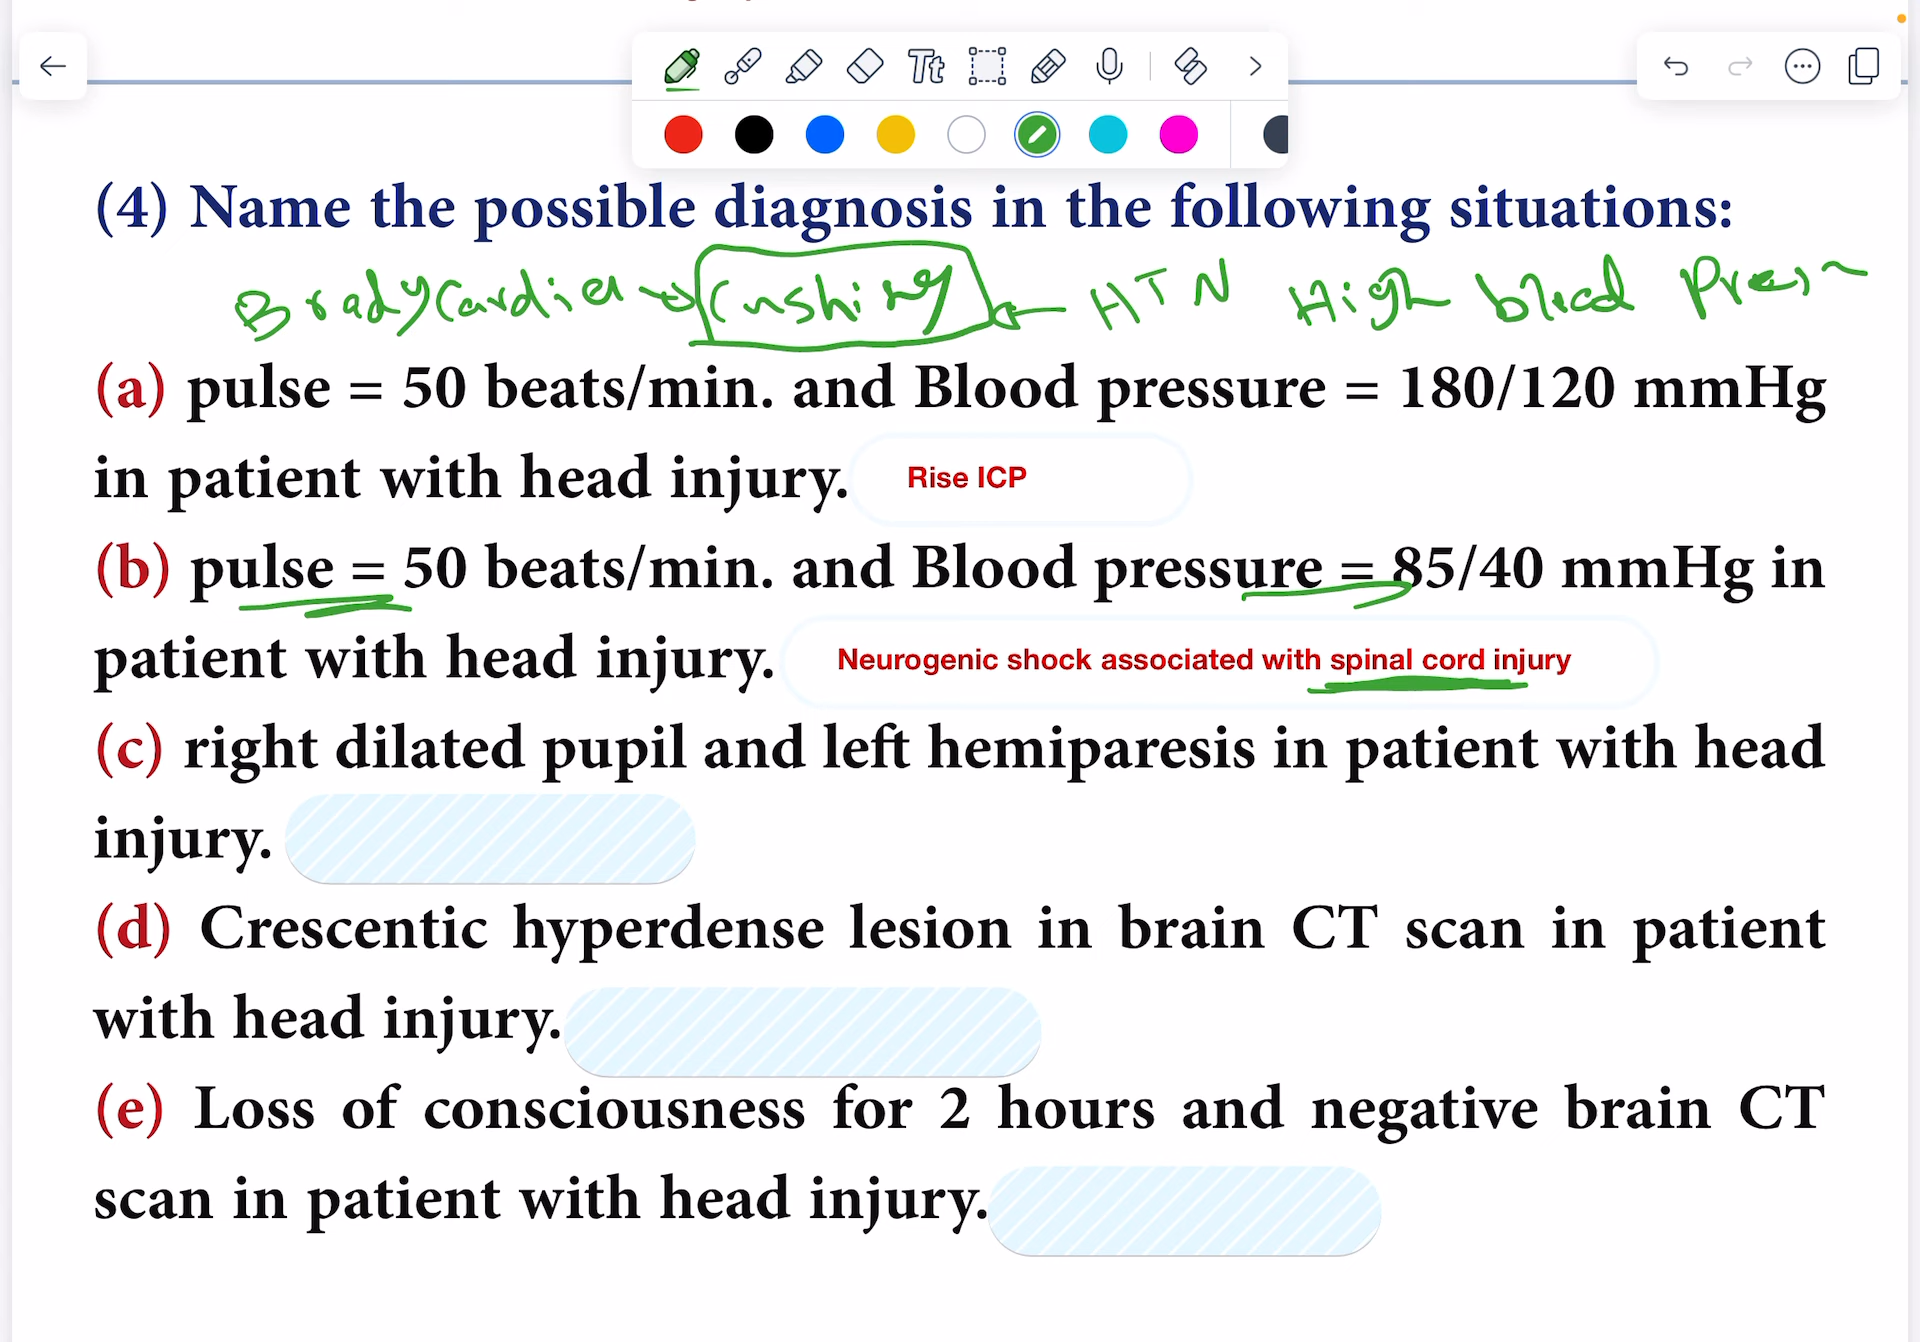 Tt
(4) Name the possible diagnosis in the following situations:
Bradycardia Cushing HTN High blood Pres
(a) pulse = 50 beats/min. and Blood pressure = 180/120 mmHg
in patient with head injury. Rise ICP
(b) pulse = 50 beats/min. and Blood pressure = 85/40 mmHg in
patient with head injury. Neurogenic shock associated with spinal cord injury
(c) right dilated pupil and left hemiparesis in patient with head
injury.
(d) Crescentic hyperdense lesion in brain CT scan in patient
with head injury.
(e) Loss of consciousness for 2 hours and negative brain CT
scan in patient with head injury.